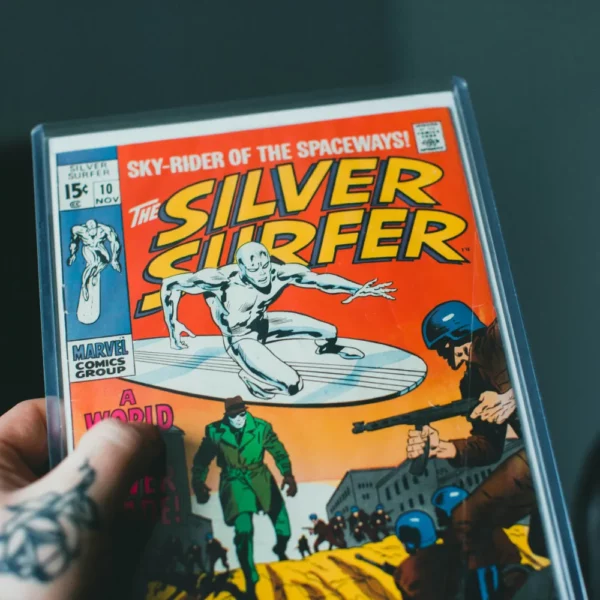 SKY-RIDER OF THE SPACEWAYS!
SILVER
SURFER
15¢
10
NOV
THE
SILVER
SURFER
MARVEL
COMICS
GROUP
A
WORLD